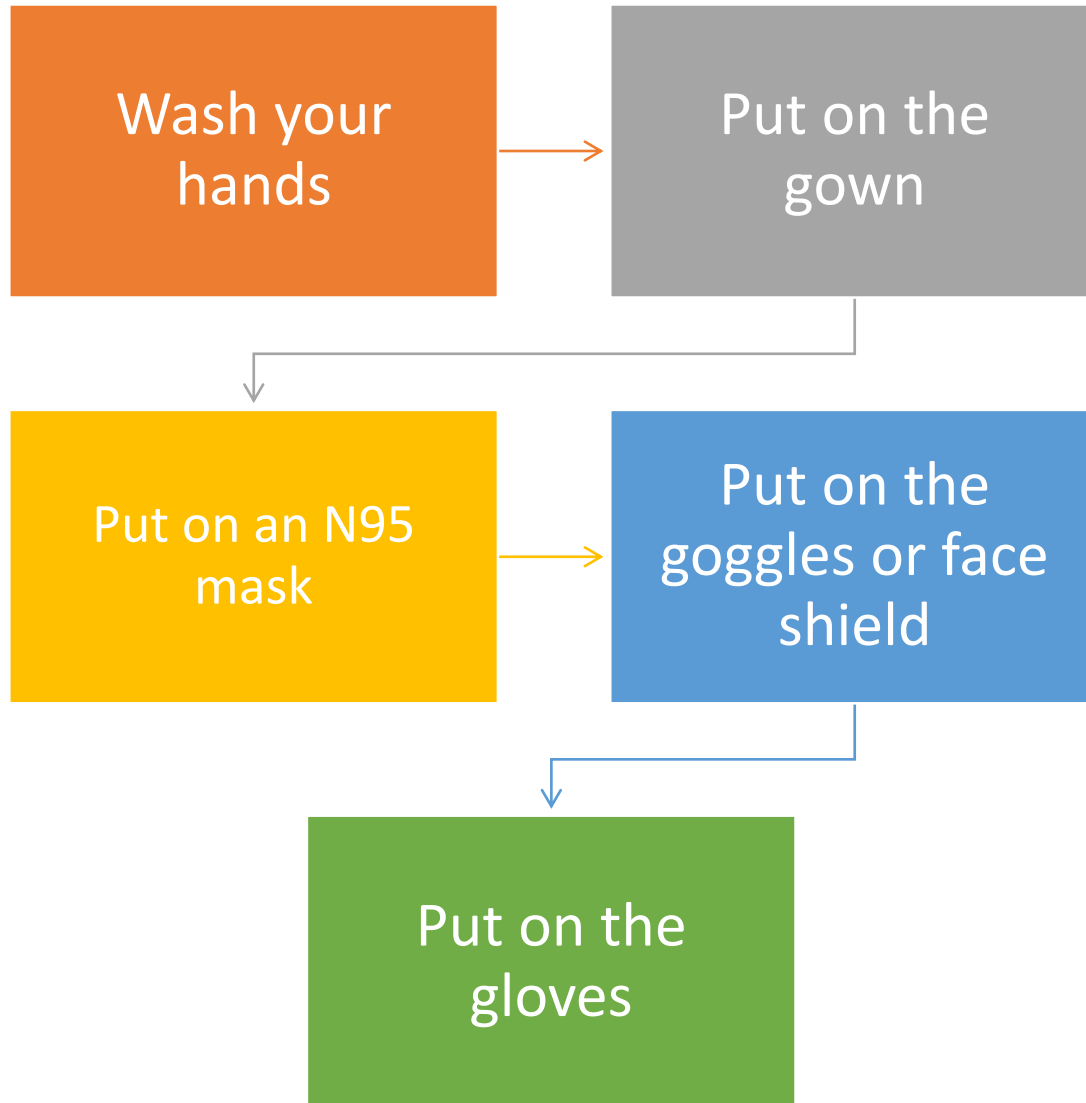 Wash your
hands
Put on the
gown
Put on an N95
mask
Put on the
goggles or face
shield
Put on the
gloves